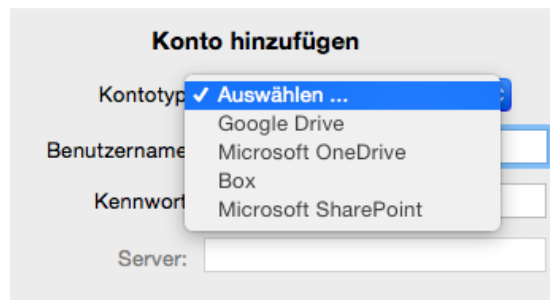 Konto hinzufügen
Kontotyp
✓ Auswählen ...
Google Drive
Microsoft OneDrive
Benutzername
Box
Kennwort
Microsoft SharePoint
Server: